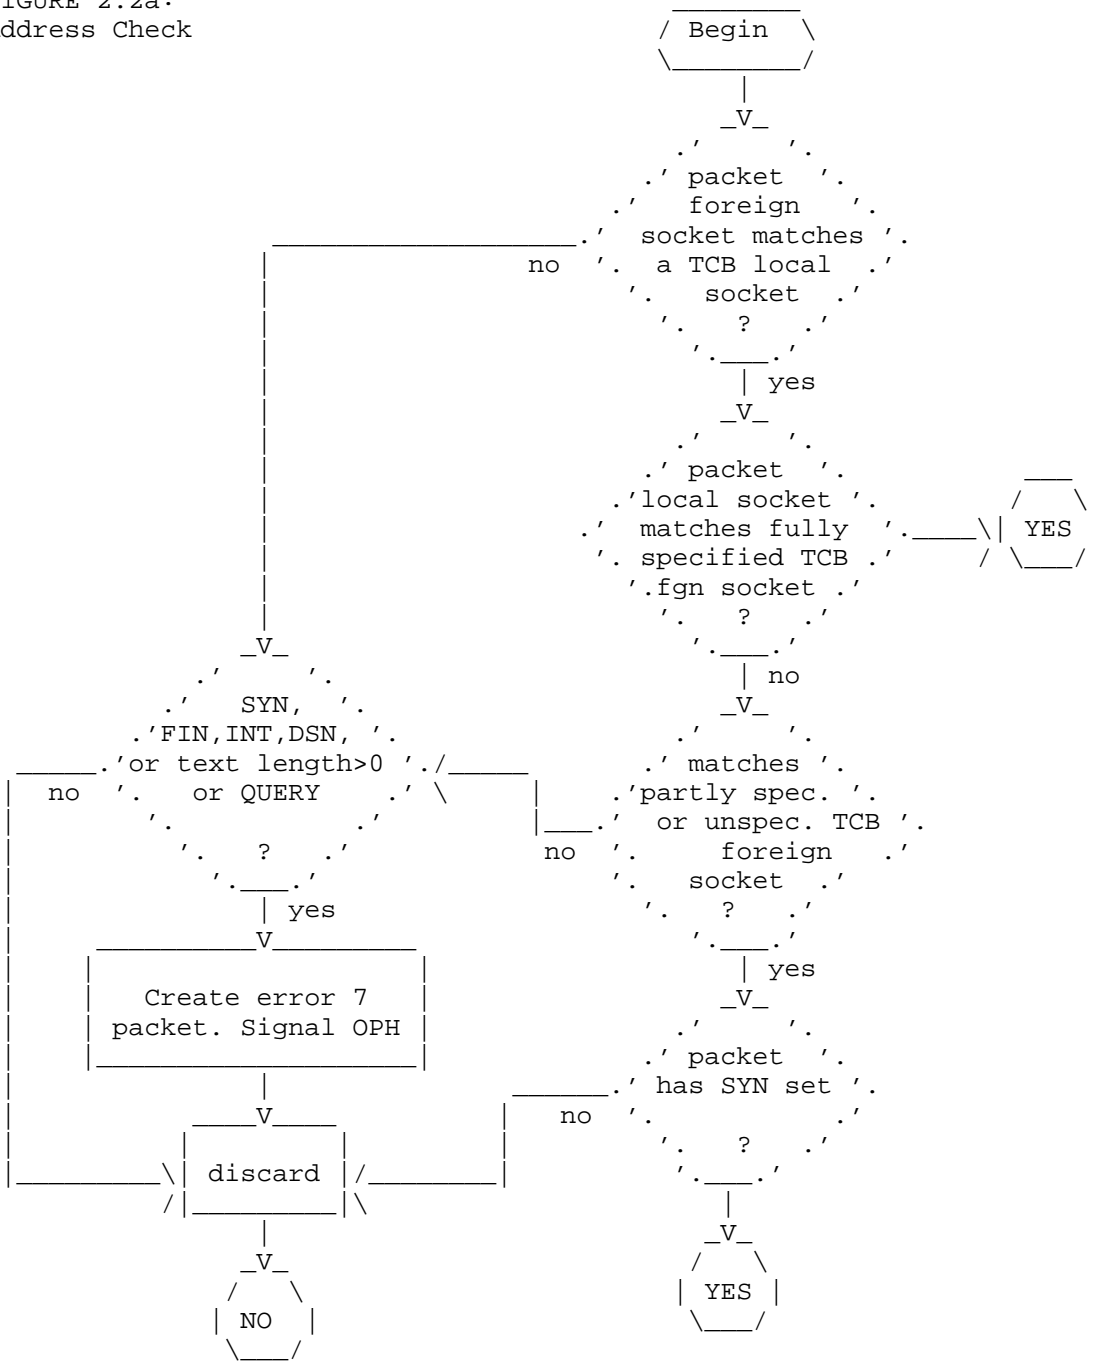 FIGURE 2.2a:
Address Check
Begin
packet
foreign
socket matches
no a TCB local
socket
?
yes
packet
local socket
matches fully YES
specified TCB
fgn socket
?
no
SYN,
FIN,INT,DSN,
or text length>0 matches
no or QUERY partly spec.
or unspec. TCB
? no foreign
socket
yes ?
yes
Create error 7
packet. Signal OPH
packet
has SYN set
no
?
discard
NO YES